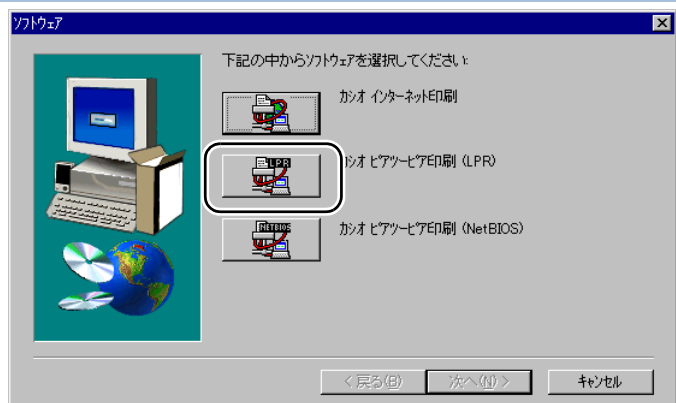 ソフトウェア
下記の中からソフトウェアを選択してください:
カシオ インターネット印刷
LPR
カシオ ピアツーピア印刷 (LPR)
NETBIOS
カシオ ピアツーピア印刷 (NetBIOS)
< 戻る(B)
次へ(N) >
キャンセル